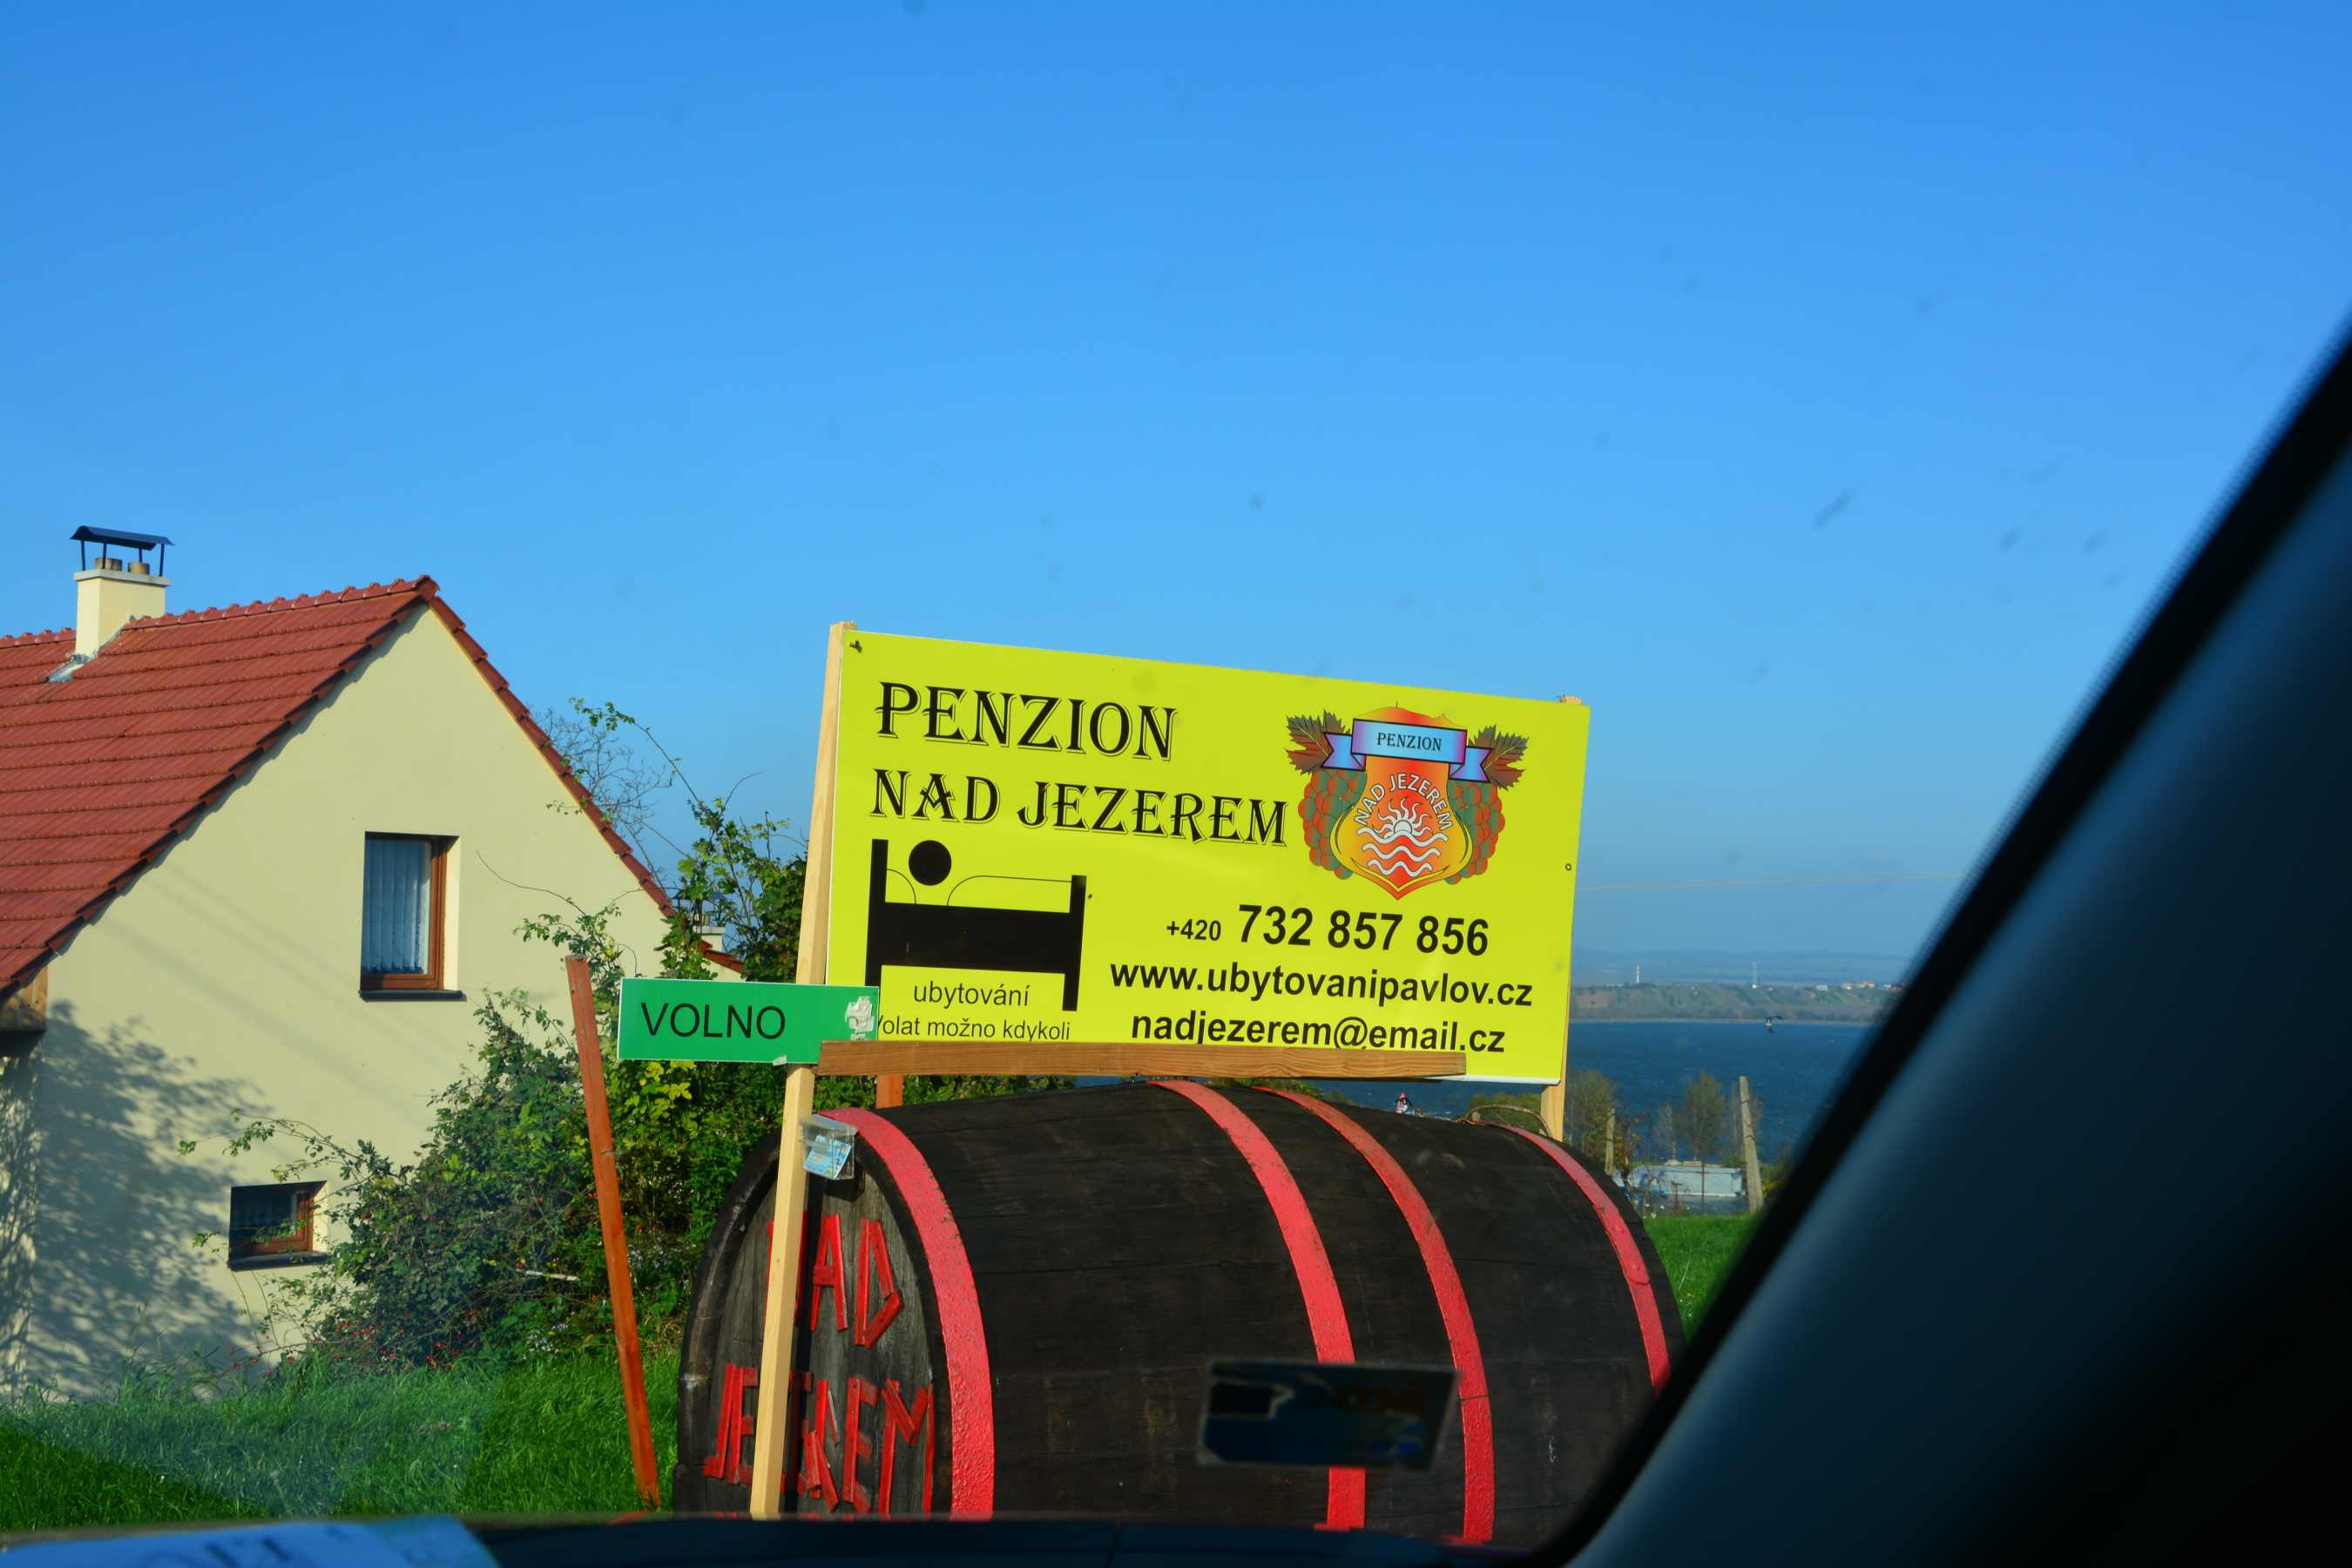 PENZION
NAD JEZEREM
PENZION
NAD JEZEREM
+420 732 857 856
www.ubytovanipavlov.cz
nadjezerem@email.cz
ubytování
Volat možno kdykoli
VOLNO
NAD
JEZEREM